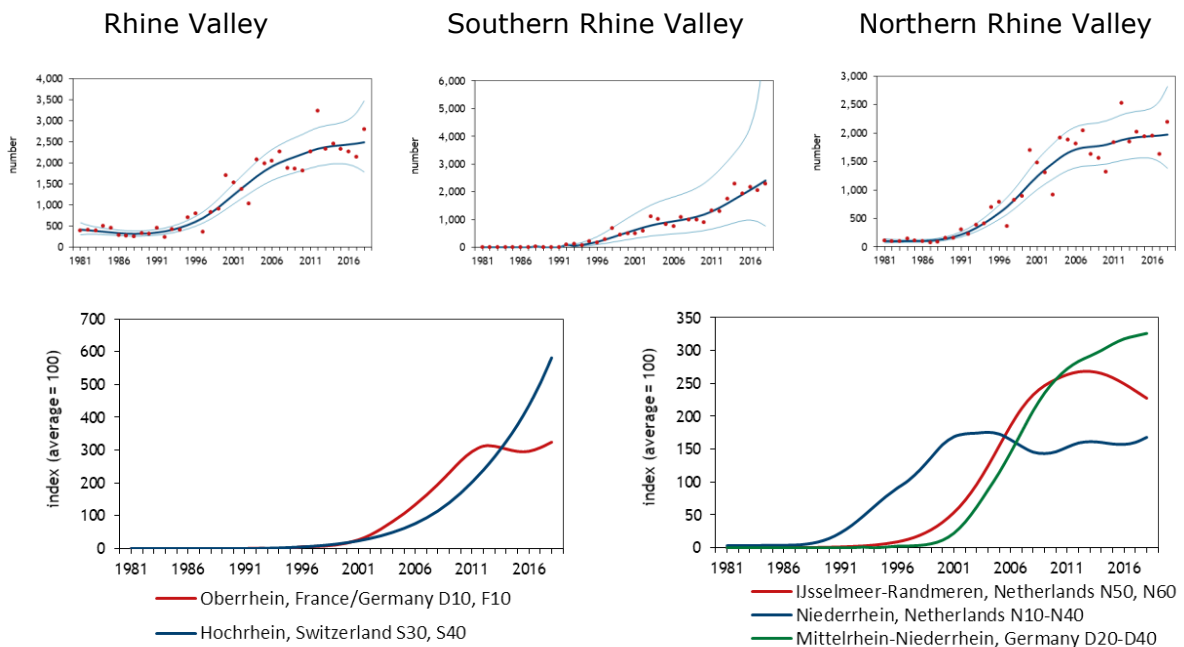 Rhine Valley
Southern Rhine Valley
Northern Rhine Valley
number
4,000
3,500
3,000
2,500
2,000
1,500
1,000
500
0
1981 1986 1991 1996 2001 2006 2011 2016
number
6,000
5,000
4,000
3,000
2,000
1,000
0
1981 1986 1991 1996 2001 2006 2011 2016
number
3,000
2,500
2,000
1,500
1,000
500
0
1981 1986 1991 1996 2001 2006 2011 2016
index (average = 100)
700
600
500
400
300
200
100
0
1981 1986 1991 1996 2001 2006 2011 2016
Oberrhein, France/Germany D10, F10
Hochrhein, Switzerland S30, S40
index (average = 100)
350
300
250
200
150
100
50
0
1981 1986 1991 1996 2001 2006 2011 2016
IJsselmeer-Randmeren, Netherlands N50, N60
Niederrhein, Netherlands N10-N40
Mittelrhein-Niederrhein, Germany D20-D40